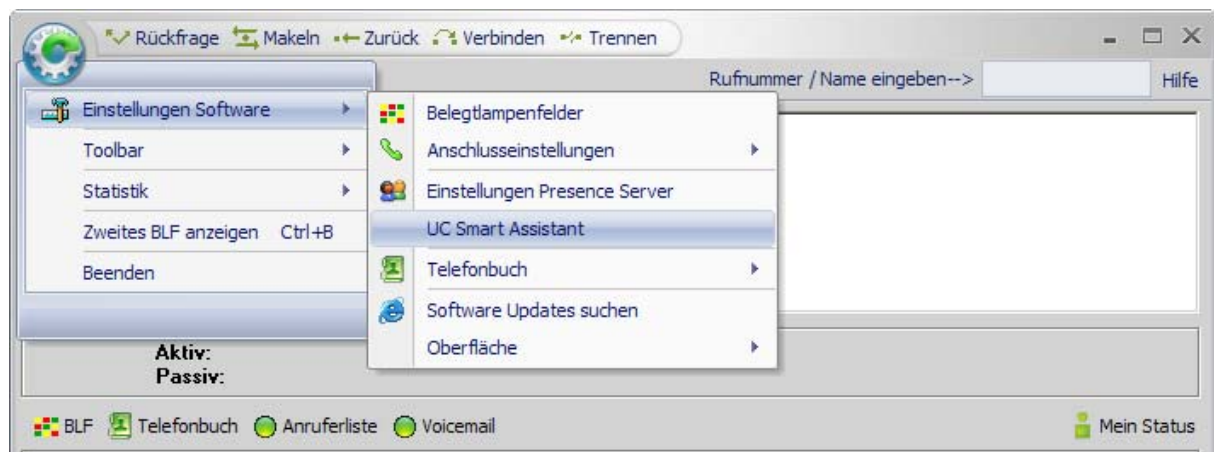 Rückfrage Makeln Zurück Verbinden Trennen
Rufnummer / Name eingeben--> Hilfe
Einstellungen Software
Toolbar
Statistik
Zweites BLF anzeigen Ctrl+B
Beenden
Belegtlampenfelder
Anschlusseinstellungen
Einstellungen Presence Server
UC Smart Assistant
Telefonbuch
Software Updates suchen
Oberfläche
Aktiv:
Passiv:
BLF Telefonbuch Anruferliste Voicemail Mein Status